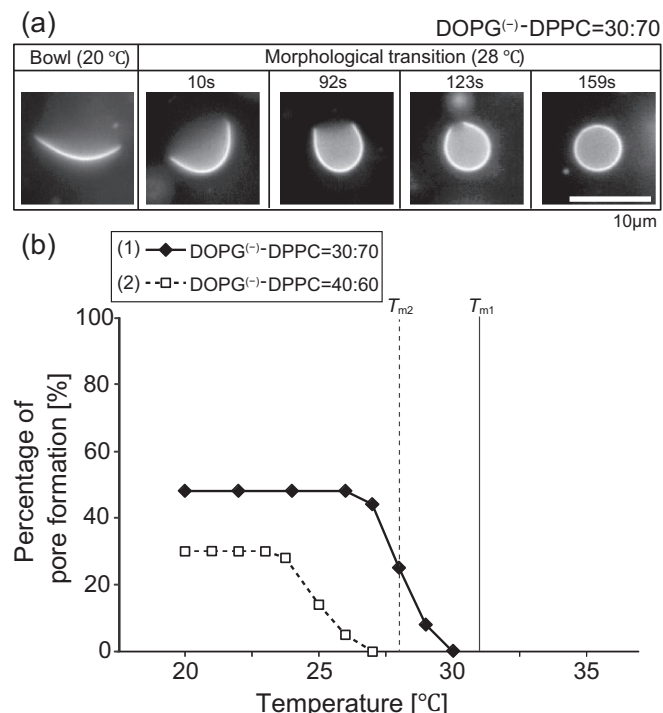 (a)
DOPG⁽⁻⁾-DPPC=30:70
Bowl (20 ℃)
Morphological transition (28 ℃)
10s
92s
123s
159s
10μm
(b)
(1) DOPG⁽⁻⁾-DPPC=30:70
(2) DOPG⁽⁻⁾-DPPC=40:60
Tm2
Tm1
100
80
60
40
20
0
Percentage of
pore formation [%]
20
25
30
35
Temperature [℃]